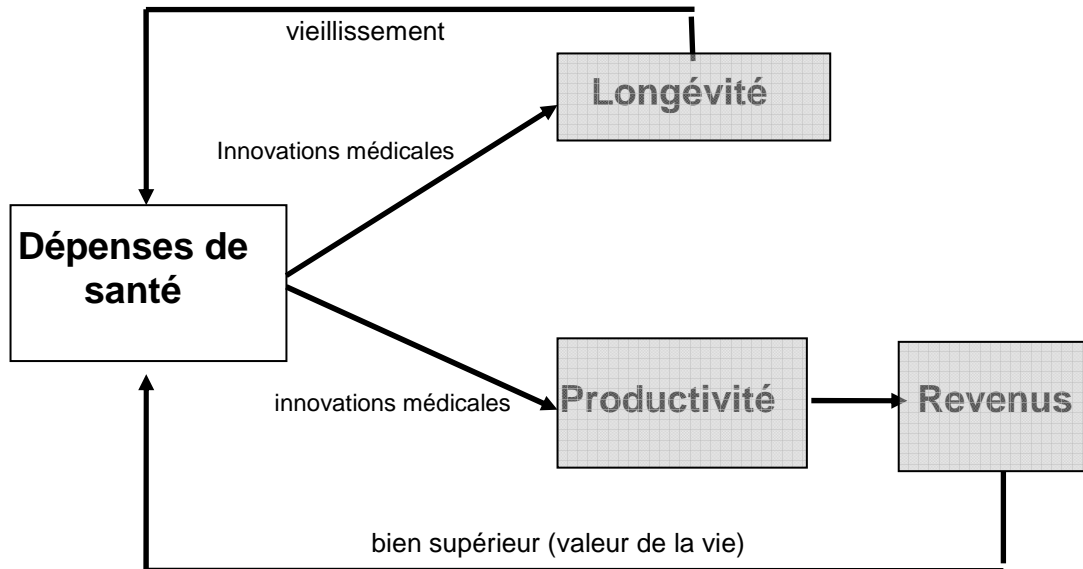 vieillissement
Longévité
Innovations médicales
Dépenses de
santé
innovations médicales
Productivité
Revenus
bien supérieur (valeur de la vie)